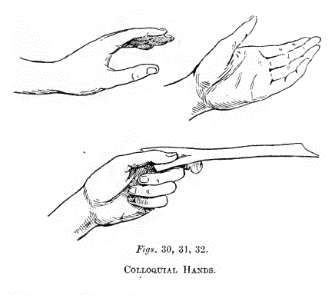 Figs. 30, 31, 32.
COLLOQUIAL HANDS.